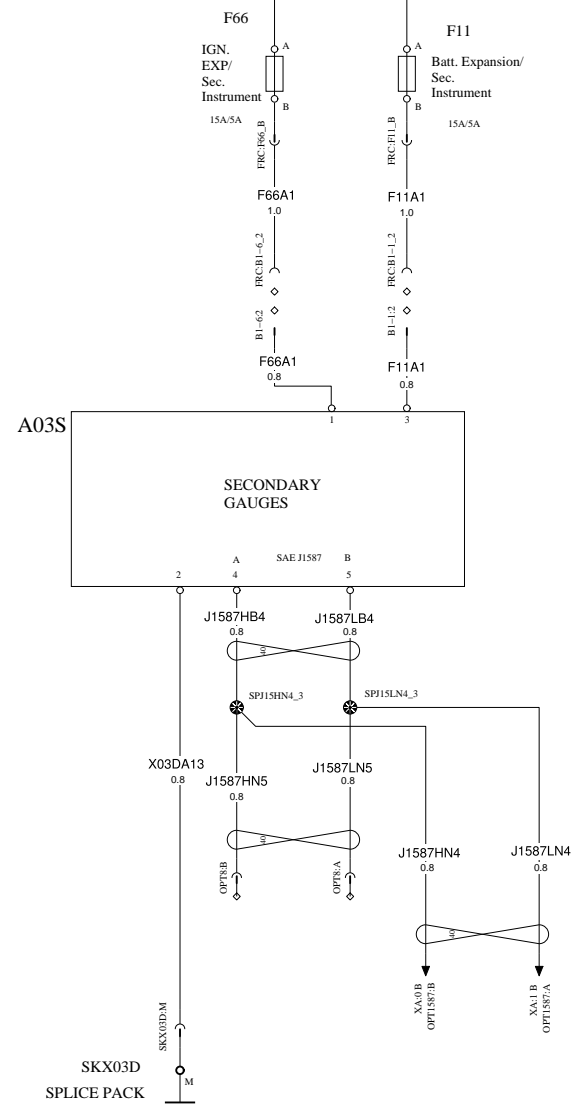 F66
F11
IGN.
EXP/
Sec.
Instrument
A
A
Batt. Expansion/
Sec.
Instrument
B
B
15A/5A
15A/5A
FRC:F66_B
FRC:F11_B
F66A1
1.0
F11A1
1.0
FRC:B1-6_2
FRC:B1-1_2
B1-6:2
B1-1:2
F66A1
0.8
F11A1
0.8
A03S
1
3
SECONDARY
GAUGES
A
SAE J1587
B
2
4
5
J1587HB4
0.8
J1587LB4
0.8
40
SPJ15HN4_3
SPJ15LN4_3
X03DA13
0.8
J1587HN5
0.8
J1587LN5
0.8
40
OPT8:B
OPT8:A
J1587HN4
0.8
J1587LN4
0.8
40
XA:0 B
OPT1587:B
XA:1 B
OPT1587:A
SKX03D:M
SKX03D
M
SPLICE PACK